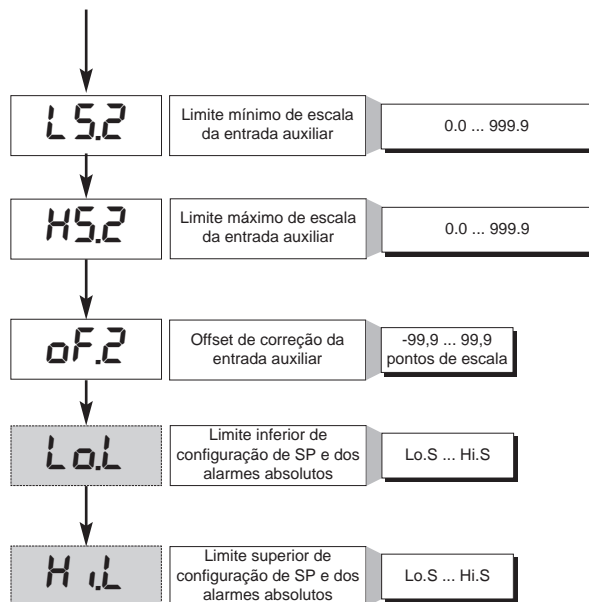 LS.2
Limite mínimo de escala
da entrada auxiliar
0.0 ... 999.9
HS.2
Limite máximo de escala
da entrada auxiliar
0.0 ... 999.9
oF.2
Offset de correção da
entrada auxiliar
-99,9 ... 99,9
pontos de escala
Lo.L
Limite inferior de
configuração de SP e dos
alarmes absolutos
Lo.S ... Hi.S
Hi.L
Limite superior de
configuração de SP e dos
alarmes absolutos
Lo.S ... Hi.S